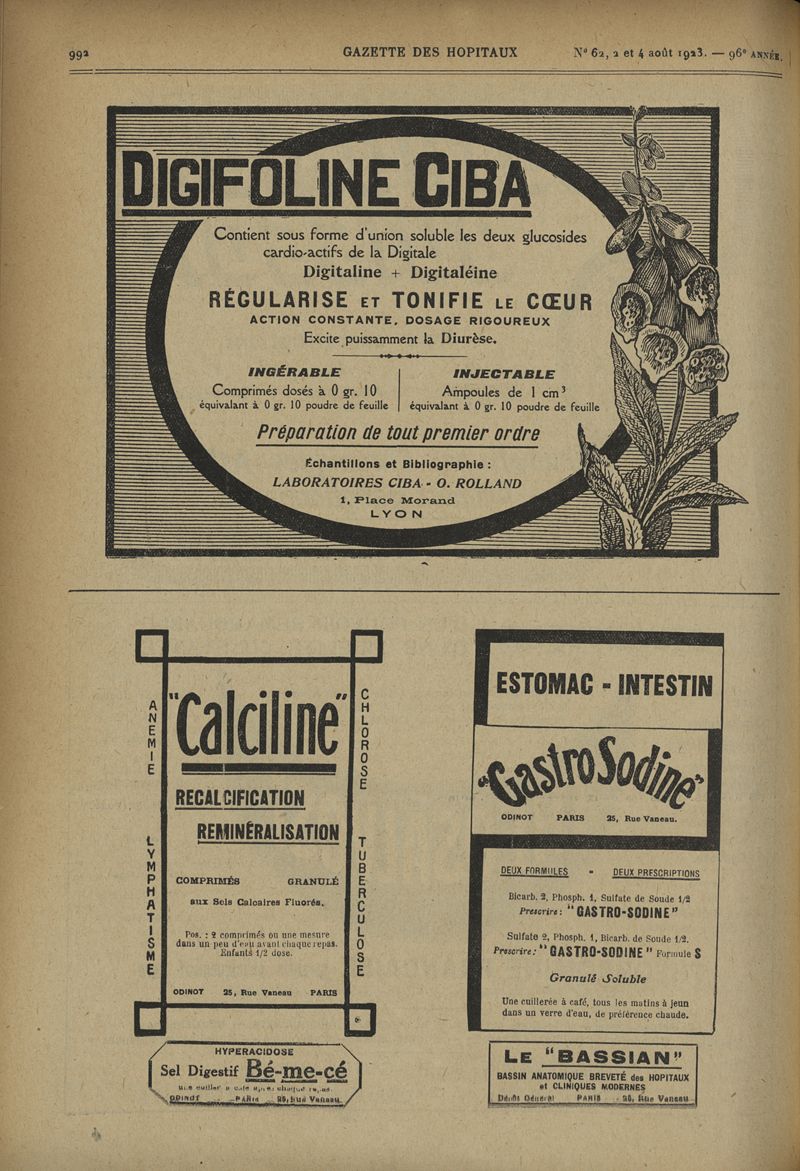 992
GAZETTE DES HOPITAUX
Nº 62, 2 et 4 août 1923. — 96e ANNÉE.
DIGIFOLINE CIBA
Contient sous forme d'union soluble les deux glucosides
cardio-actifs de la Digitale
Digitaline + Digitaléine
RÉGULARISE ET TONIFIE LE CŒUR
ACTION CONSTANTE, DOSAGE RIGOUREUX
Excite puissamment la Diurèse.
INGÉRABLE
Comprimés dosés à 0 gr. 10
équivalant à 0 gr. 10 poudre de feuille
INJECTABLE
Ampoules de 1 cm3
équivalant à 0 gr. 10 poudre de feuille
Préparation de tout premier ordre
Échantillons et Bibliographie :
LABORATOIRES CIBA - O. ROLLAND
1, Place Morand
LYON
ANEMIE
LYMPHATISME
"Calciline"
RECALCIFICATION
REMINÉRALISATION
COMPRIMÉS GRANULÉ
aux Sels Calcaires Fluorés.
Pos. : 2 comprimés ou une mesure
dans un peu d'eau avant chaque repas.
Enfants 1/2 dose.
ODINOT 25, Rue Vaneau PARIS
CHLOROSE
TUBERCULOSE
HYPERACIDOSE
Sel Digestif Bé-me-cé
ODINOT - PARIS - 25, Rue Vaneau
ESTOMAC - INTESTIN
"GastroSodine"
ODINOT PARIS 25, Rue Vaneau.
DEUX FORMULES - DEUX PRESCRIPTIONS
Bicarb. 2, Phosph. 1, Sulfate de Soude 1/2
Prescrire : "GASTRO-SODINE"
Sulfate 2, Phosph. 1, Bicarb. de Soude 1/2.
Prescrire : "GASTRO-SODINE" Formule S
Granulé Soluble
Une cuillerée à café, tous les matins à jeun
dans un verre d'eau, de préférence chaude.
LE "BASSIAN"
BASSIN ANATOMIQUE BREVETÉ des HOPITAUX
et CLINIQUES MODERNES
Dépôt Général PARIS - 25, Rue Vaneau